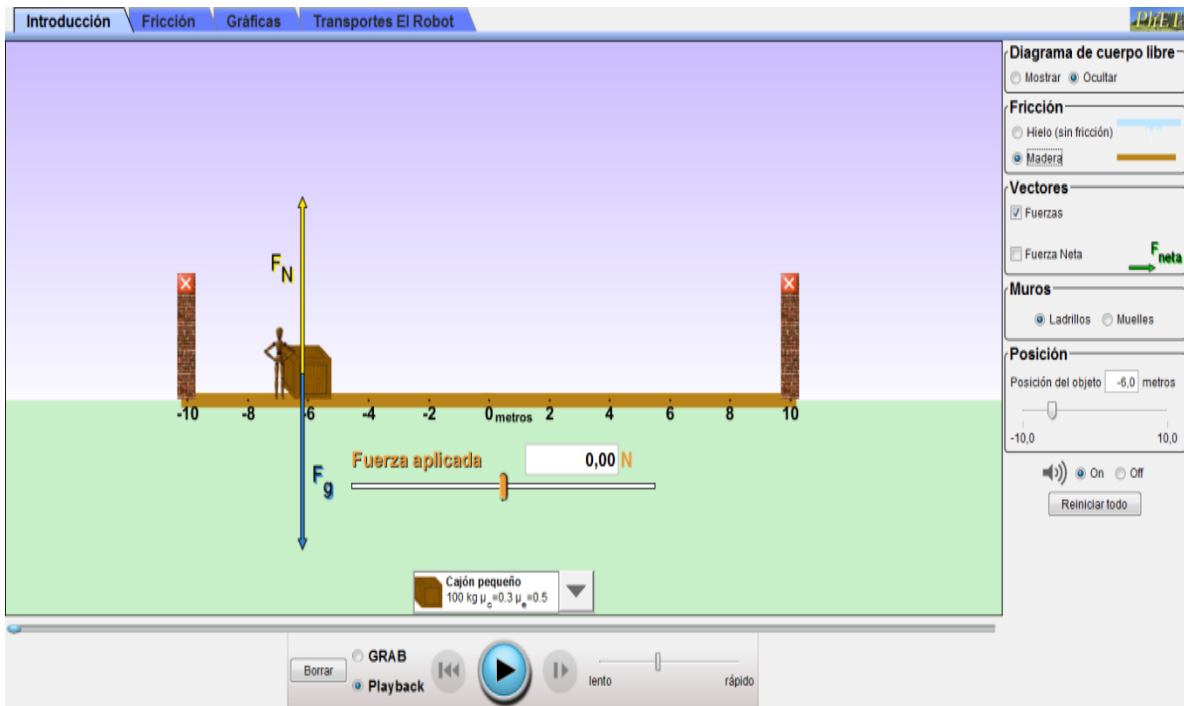 Introducción Fricción Gráficas Transportes El Robot PhET
Diagrama de cuerpo libre
Mostrar Ocultar
Fricción
Hielo (sin fricción)
Madera
Vectores
Fuerzas
Fuerza Neta F neta
Muros
Ladrillos Muelles
Posición
Posición del objeto -6,0 metros
-10,0 10,0
On Off
Reiniciar todo
F N
-10 -8 -6 -4 -2 0 metros 2 4 6 8 10
Fuerza aplicada 0,00 N
F g
Cajón pequeño
100 kg μc=0.3 μe=0.5
Borrar
GRAB
Playback
lento rápido